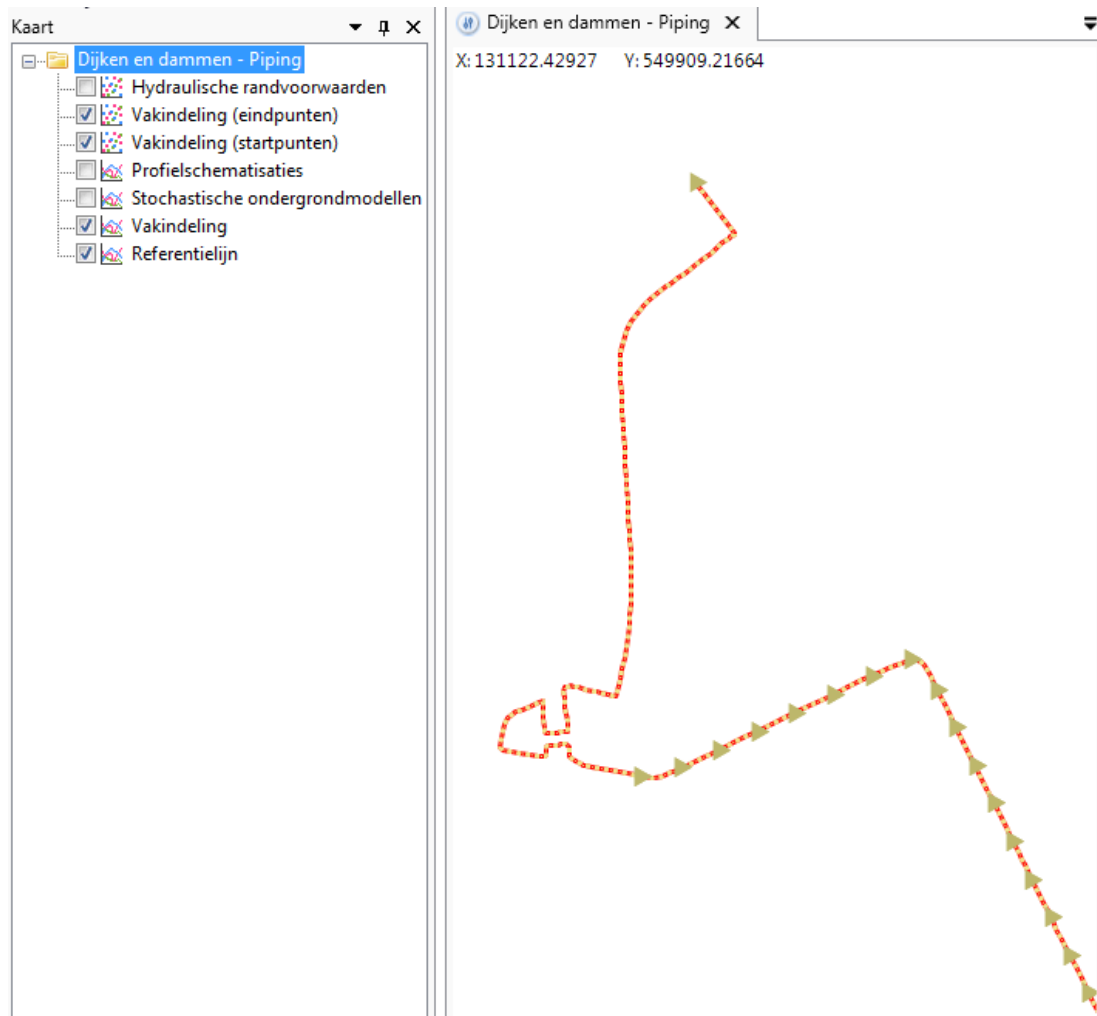 Kaart
Dijken en dammen - Piping
Hydraulische randvoorwaarden
Vakindeling (eindpunten)
Vakindeling (startpunten)
Profielschematisaties
Stochastische ondergrondmodellen
Vakindeling
Referentielijn
Dijken en dammen - Piping
X: 131122.42927 Y: 549909.21664